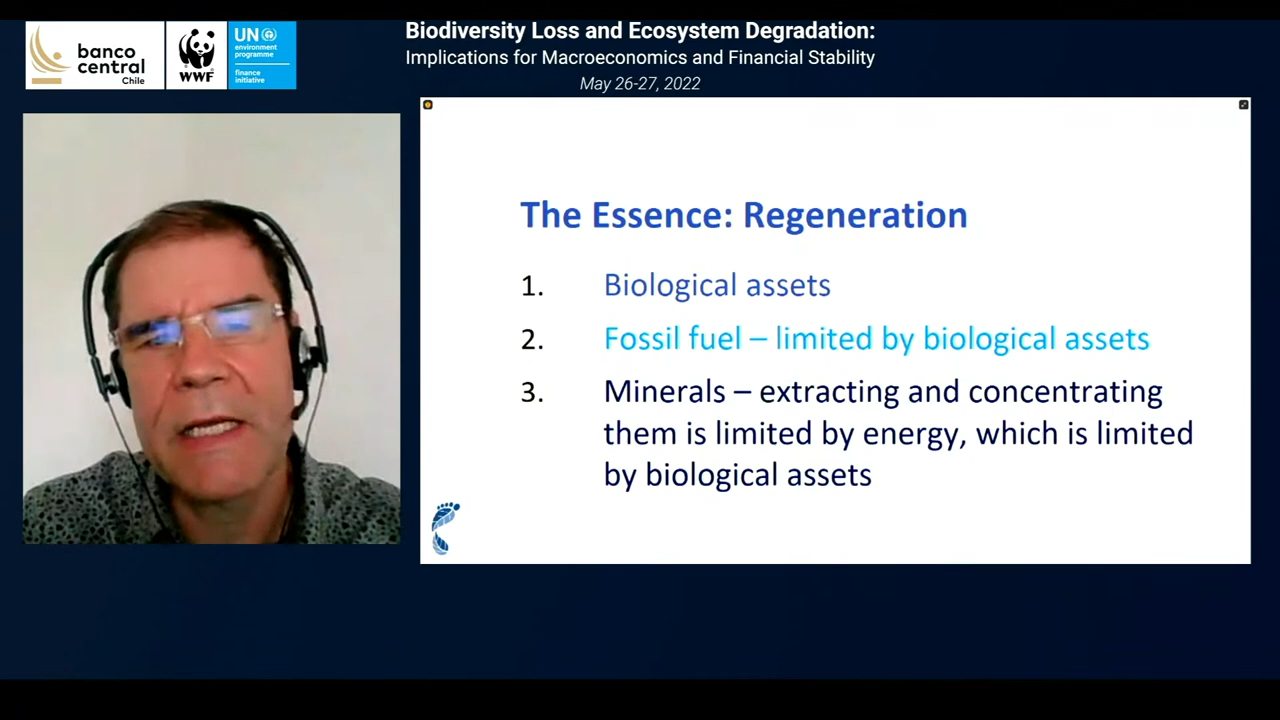 banco
central
Chile
WWF
UN
environment
programme
finance
initiative
Biodiversity Loss and Ecosystem Degradation:
Implications for Macroeconomics and Financial Stability
May 26-27, 2022
The Essence: Regeneration
1. Biological assets
2. Fossil fuel – limited by biological assets
3. Minerals – extracting and concentrating
them is limited by energy, which is limited
by biological assets